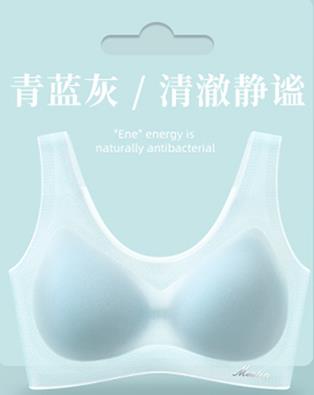 青蓝灰 / 清澈静谧
"Ene" energy is
naturally antibacterial